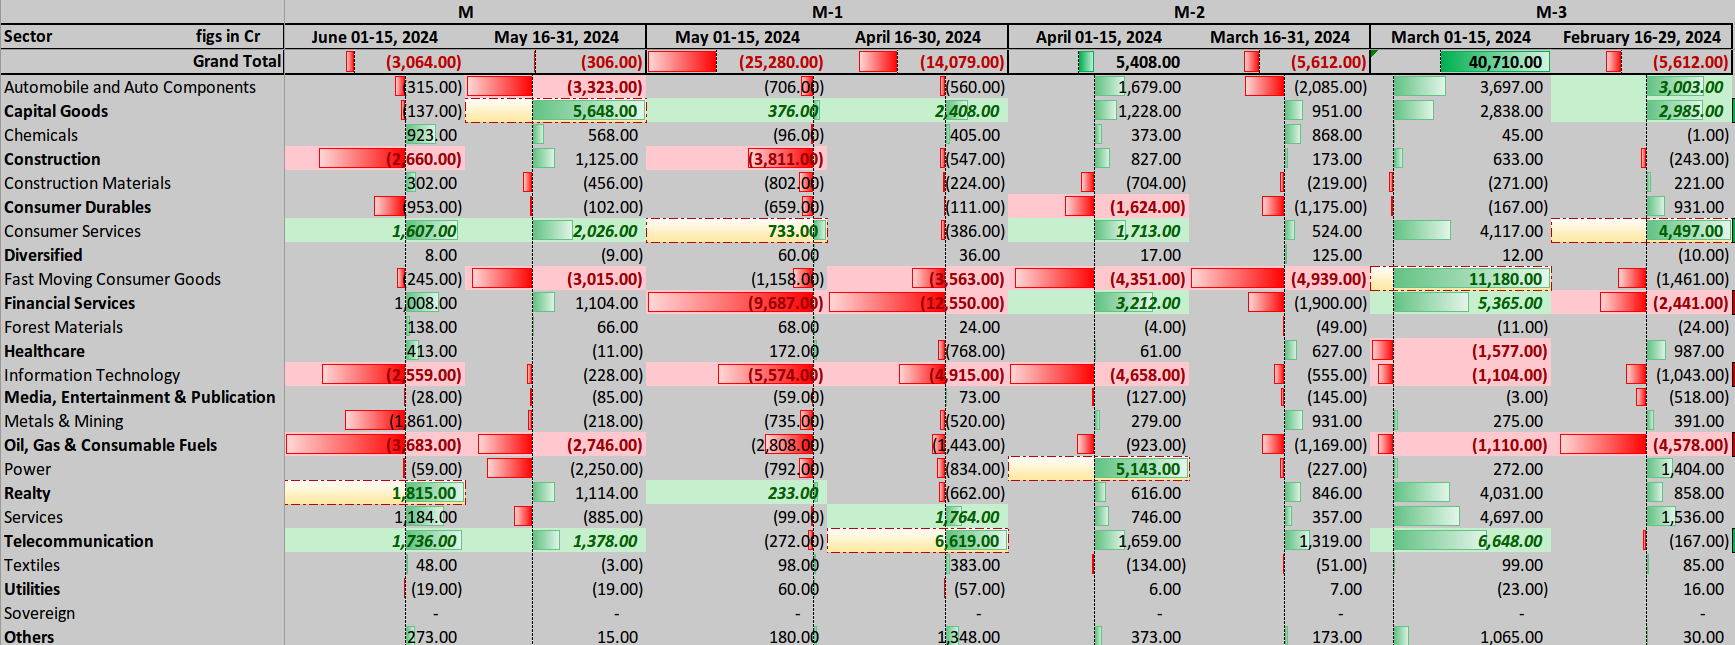 M M-1 M-2 M-3
Sector figs in Cr June 01-15, 2024 May 16-31, 2024 May 01-15, 2024 April 16-30, 2024 April 01-15, 2024 March 16-31, 2024 March 01-15, 2024 February 16-29, 2024
Grand Total (3,064.00) (306.00) (25,280.00) (14,079.00) 5,408.00 (5,612.00) 40,710.00 (5,612.00)
Automobile and Auto Components (315.00) (3,323.00) (706.00) (560.00) 1,679.00 (2,085.00) 3,697.00 3,003.00
Capital Goods (137.00) 5,648.00 376.00 2,408.00 1,228.00 951.00 2,838.00 2,985.00
Chemicals 923.00 568.00 (96.00) 405.00 373.00 868.00 45.00 (1.00)
Construction (2,660.00) 1,125.00 (3,811.00) (547.00) 827.00 173.00 633.00 (243.00)
Construction Materials 302.00 (456.00) (802.00) (224.00) (704.00) (219.00) (271.00) 221.00
Consumer Durables (953.00) (102.00) (659.00) (111.00) (1,624.00) (1,175.00) (167.00) 931.00
Consumer Services 1,607.00 2,026.00 733.00 (386.00) 1,713.00 524.00 4,117.00 4,497.00
Diversified 8.00 (9.00) 60.00 36.00 17.00 125.00 12.00 (10.00)
Fast Moving Consumer Goods (245.00) (3,015.00) (1,158.00) (3,563.00) (4,351.00) (4,939.00) 11,180.00 (1,461.00)
Financial Services 1,008.00 1,104.00 (9,687.00) (12,550.00) 3,212.00 (1,900.00) 5,365.00 (2,441.00)
Forest Materials 138.00 66.00 68.00 24.00 (4.00) (49.00) (11.00) (24.00)
Healthcare 413.00 (11.00) 172.00 (768.00) 61.00 627.00 (1,577.00) 987.00
Information Technology (2,559.00) (228.00) (5,574.00) (4,915.00) (4,658.00) (555.00) (1,104.00) (1,043.00)
Media, Entertainment & Publication (28.00) (85.00) (59.00) 73.00 (127.00) (145.00) (3.00) (518.00)
Metals & Mining (1,861.00) (218.00) (735.00) (520.00) 279.00 931.00 275.00 391.00
Oil, Gas & Consumable Fuels (3,683.00) (2,746.00) (2,808.00) (1,443.00) (923.00) (1,169.00) (1,110.00) (4,578.00)
Power (59.00) (2,250.00) (792.00) (834.00) 5,143.00 (227.00) 272.00 1,404.00
Realty 1,815.00 1,114.00 233.00 (662.00) 616.00 846.00 4,031.00 858.00
Services 1,184.00 (885.00) (99.00) 1,764.00 746.00 357.00 4,697.00 1,536.00
Telecommunication 1,736.00 1,378.00 (272.00) 6,619.00 1,659.00 1,319.00 6,648.00 (167.00)
Textiles 48.00 (3.00) 98.00 383.00 (134.00) (51.00) 99.00 85.00
Utilities (19.00) (19.00) 60.00 (57.00) 6.00 7.00 (23.00) 16.00
Sovereign - - - - - - - -
Others 273.00 15.00 180.00 1,348.00 373.00 173.00 1,065.00 30.00